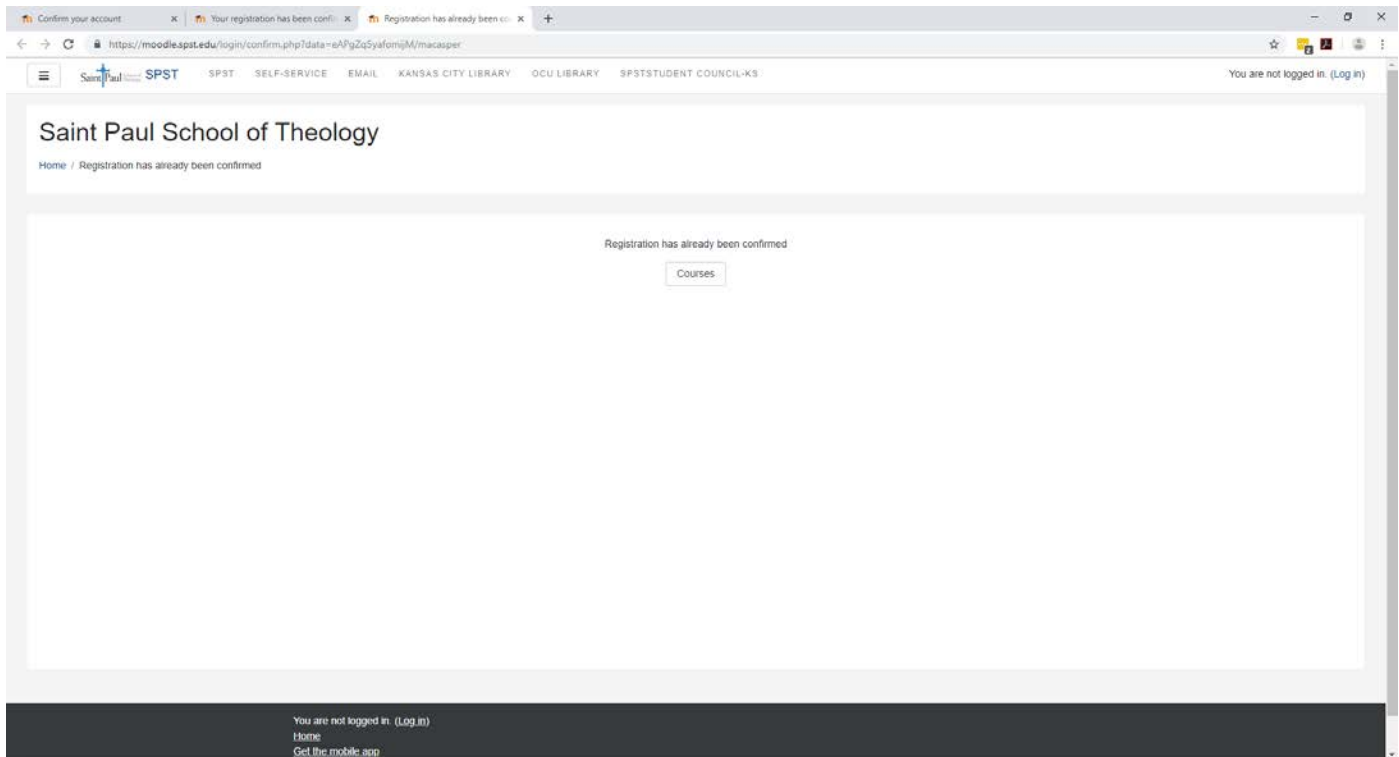 Confirm your account
Your registration has been confi
Registration has already been co
https://moodle.spst.edu/login/confirm.php?data=eAPgZqSyafomijM/macasper
Saint Paul SPST SPST SELF-SERVICE EMAIL KANSAS CITY LIBRARY OCU LIBRARY SPSTSTUDENT COUNCIL-KS You are not logged in. (Log in)
Saint Paul School of Theology
Home / Registration has already been confirmed
Registration has already been confirmed
Courses
You are not logged in. (Log in)
Home
Get the mobile app